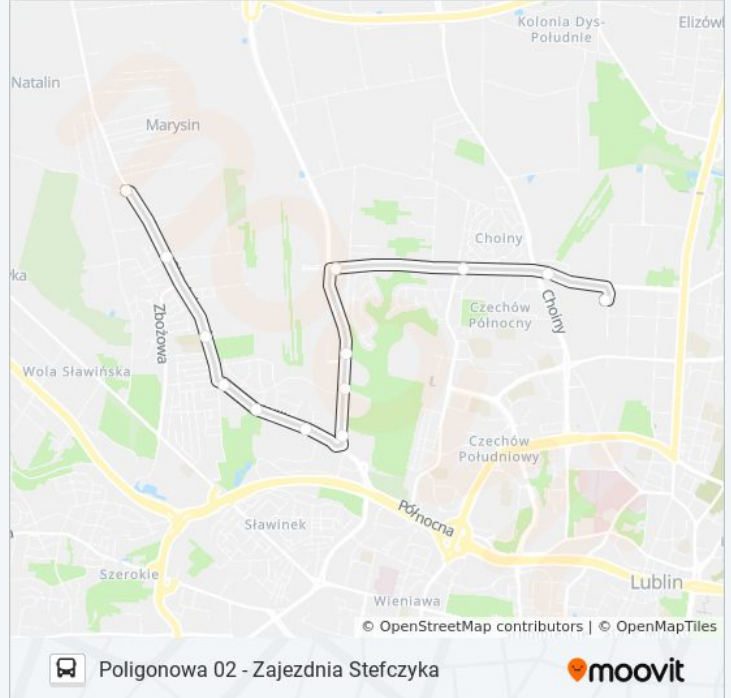 Kolonia Dys-
Południe
Elizów
Natalin
Marysin
Choiny
yka
Zbożowa
Czechów
Północny
Choiny
Wola Sławińska
Czechów
Południowy
Północna
Sławinek
Szerokie
Lublin
Wieniawa
© OpenStreetMap contributors | © OpenMapTiles
Poligonowa 02 - Zajezdnia Stefczyka
moovit